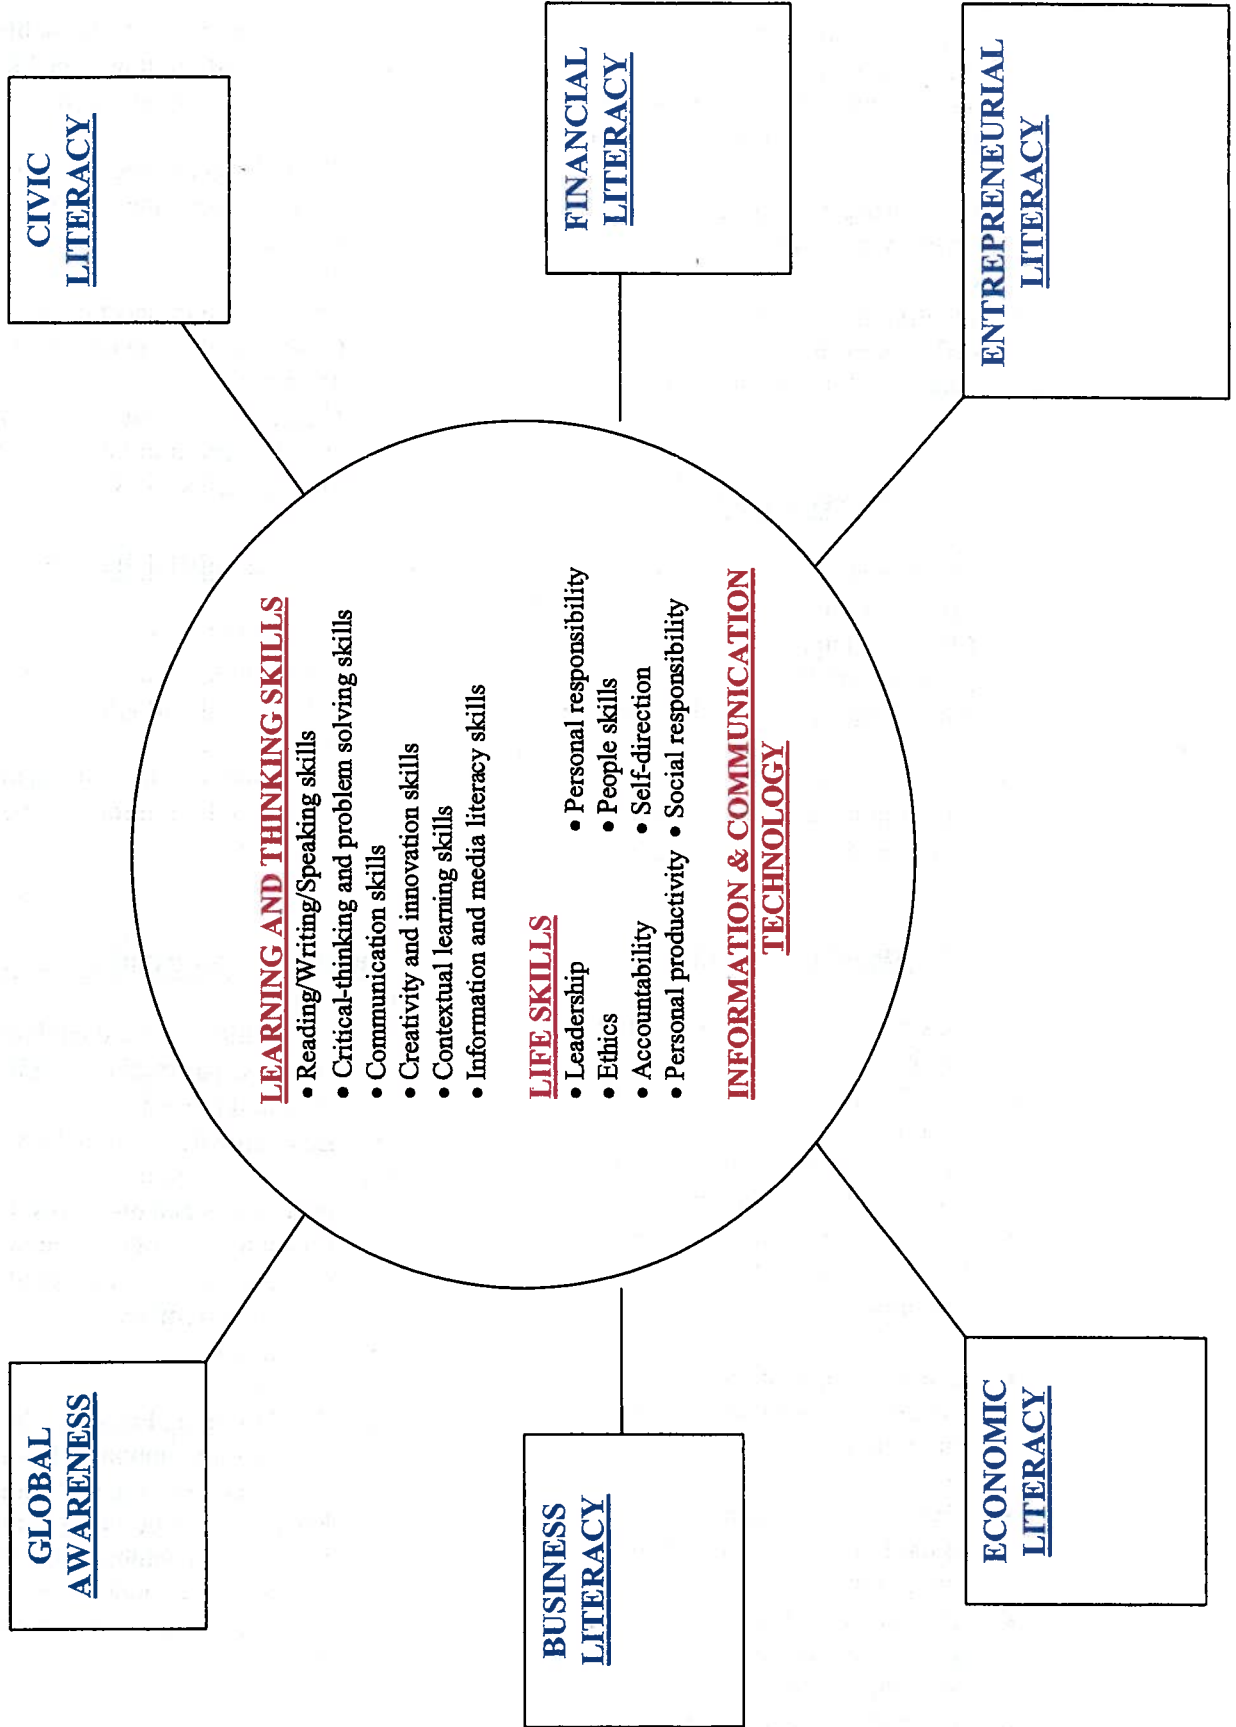 GLOBAL
AWARENESS
CIVIC
LITERACY
LEARNING AND THINKING SKILLS
• Reading/Writing/Speaking skills
• Critical-thinking and problem solving skills
• Communication skills
• Creativity and innovation skills
• Contextual learning skills
• Information and media literacy skills
LIFE SKILLS
• Leadership • Personal responsibility
• Ethics • People skills
• Accountability • Self-direction
• Personal productivity • Social responsibility
INFORMATION & COMMUNICATION
TECHNOLOGY
BUSINESS
LITERACY
FINANCIAL
LITERACY
ECONOMIC
LITERACY
ENTREPRENEURIAL
LITERACY